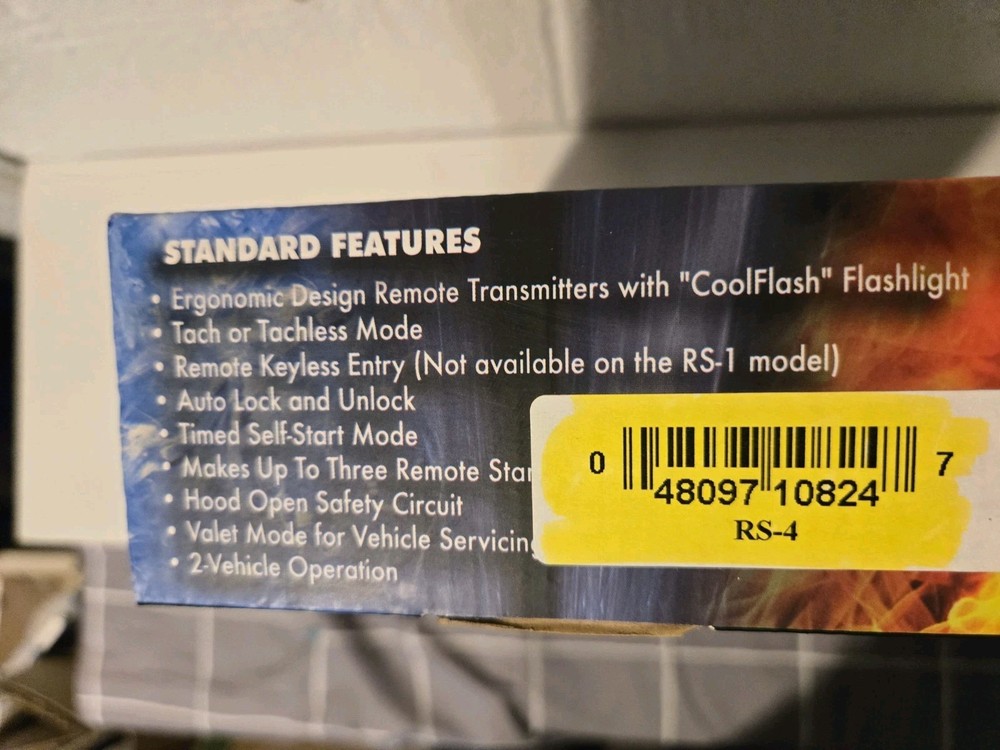 STANDARD FEATURES
• Ergonomic Design Remote Transmitters with "CoolFlash" Flashlight
• Tach or Tachless Mode
• Remote Keyless Entry (Not available on the RS-1 model)
• Auto Lock and Unlock
• Timed Self-Start Mode
• Makes Up To Three Remote
• Hood Open Safety Circuit
• Valet Mode for Vehicle
• 2-Vehicle Operation
0 48097 10824 7
RS-4